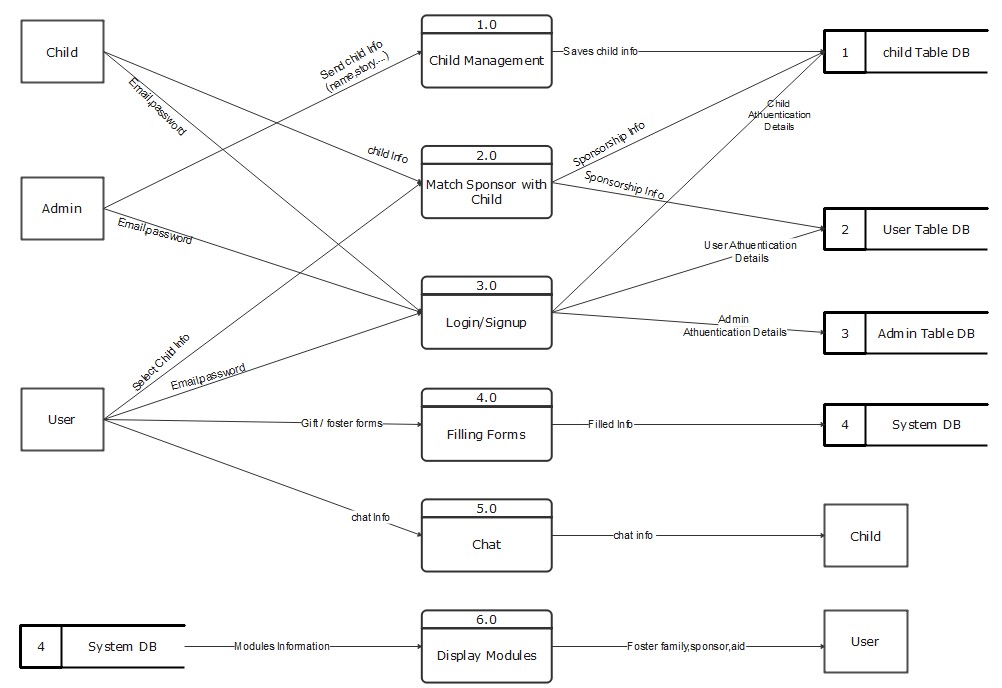 Child
Send child Info
(name,story....)
1.0
Child Management
Saves child info
1
child Table DB
Email,password
child Info
2.0
Match Sponsor with
Child
Sponsorship Info
Sponsorship Info
Child
Athuentication
Details
Admin
Email,password
2
User Table DB
User Athuentication
Details
3.0
Login/Signup
Admin
Athuentication Details
3
Admin Table DB
Select Child Info
Email,password
User
Gift / foster forms
4.0
Filling Forms
Filled Info
4
System DB
chat Info
5.0
Chat
chat info
Child
4
System DB
Modules Information
6.0
Display Modules
Foster family,sponsor,aid
User